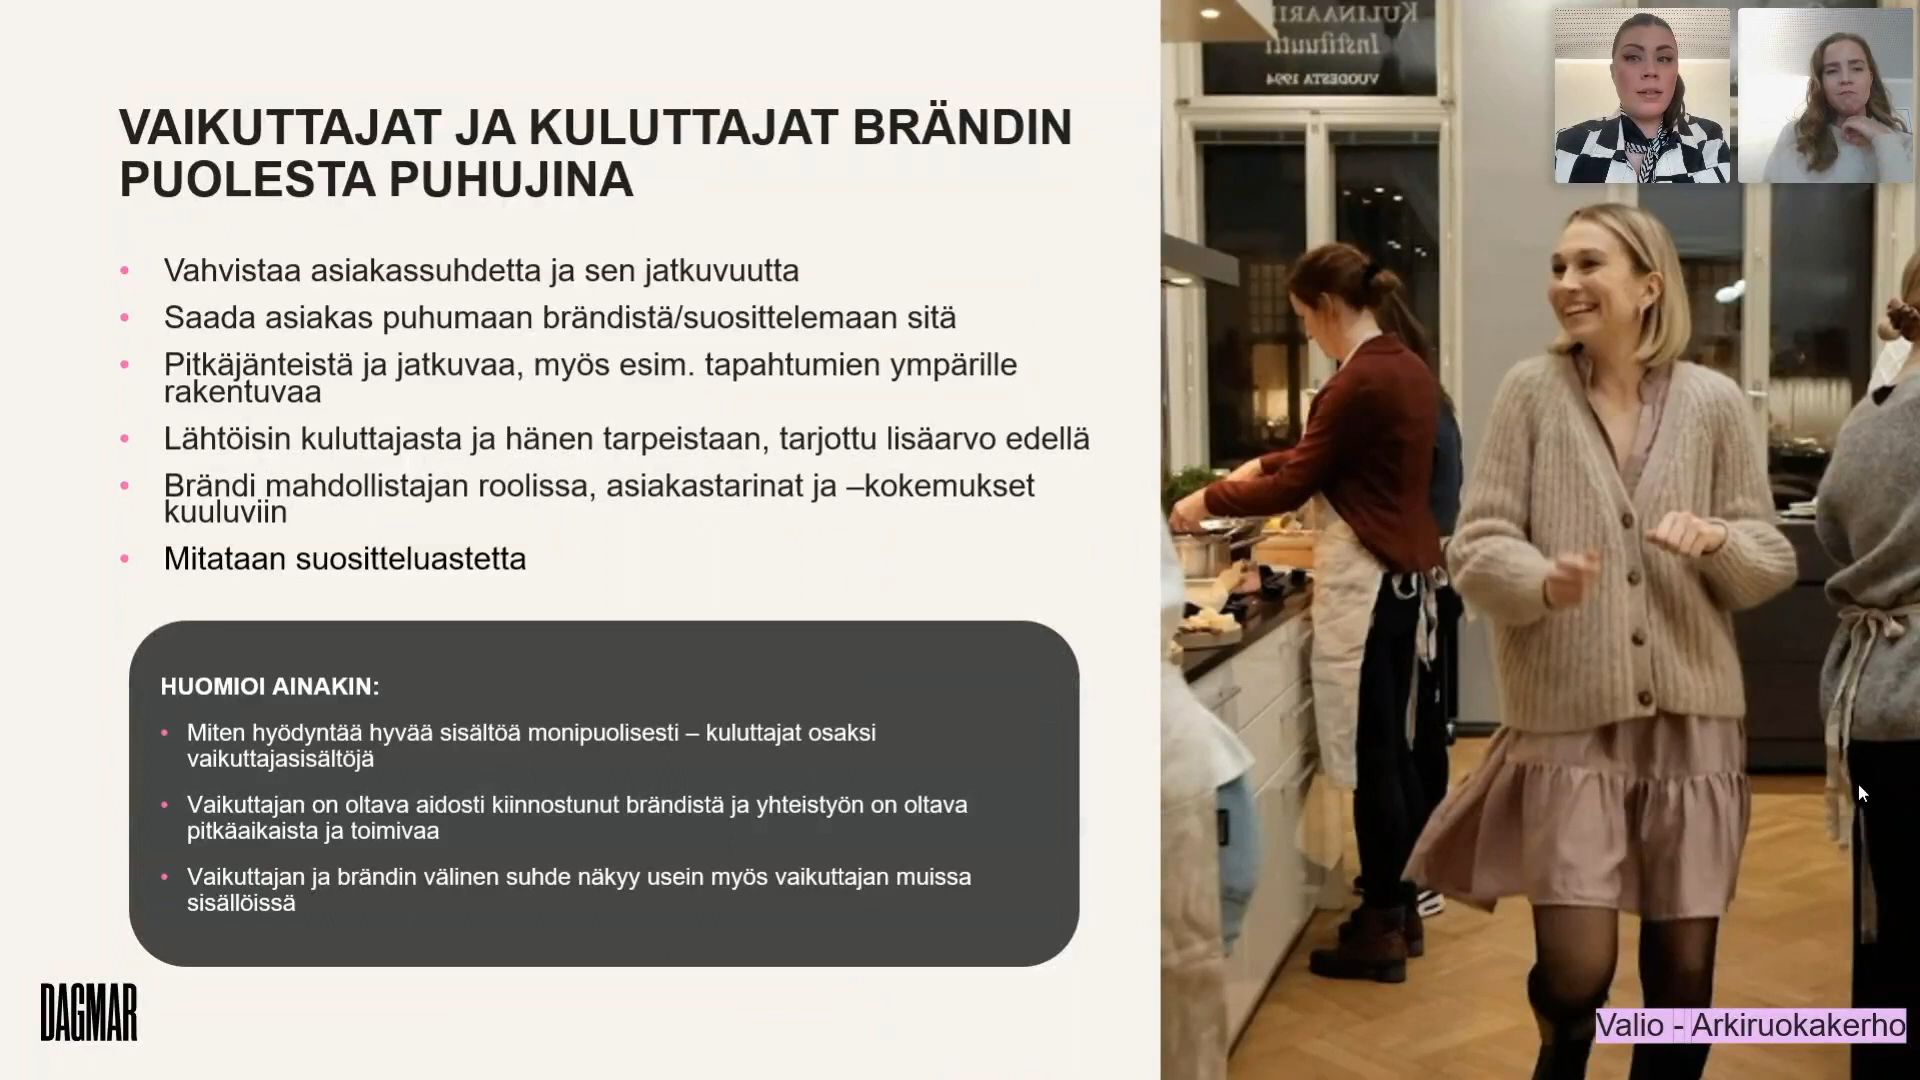 KULINAARI
Instituutti
VUODESTA 1994
VAIKUTTAJAT JA KULUTTAJAT BRÄNDIN
PUOLESTA PUHUJINA
• Vahvistaa asiakassuhdetta ja sen jatkuvuutta
• Saada asiakas puhumaan brändistä/suosittelemaan sitä
• Pitkäjänteistä ja jatkuvaa, myös esim. tapahtumien ympärille
rakentuvaa
• Lähtöisin kuluttajasta ja hänen tarpeistaan, tarjottu lisäarvo edellä
• Brändi mahdollistajan roolissa, asiakastarinat ja –kokemukset
kuuluviin
• Mitataan suositteluastetta
HUOMIOI AINAKIN:
• Miten hyödyntää hyvää sisältöä monipuolisesti – kuluttajat osaksi
vaikuttajasisältöjä
• Vaikuttajan on oltava aidosti kiinnostunut brändistä ja yhteistyön on oltava
pitkäaikaista ja toimivaa
• Vaikuttajan ja brändin välinen suhde näkyy usein myös vaikuttajan muissa
sisällöissä
DAGMAR
Valio - Arkiruokakerho